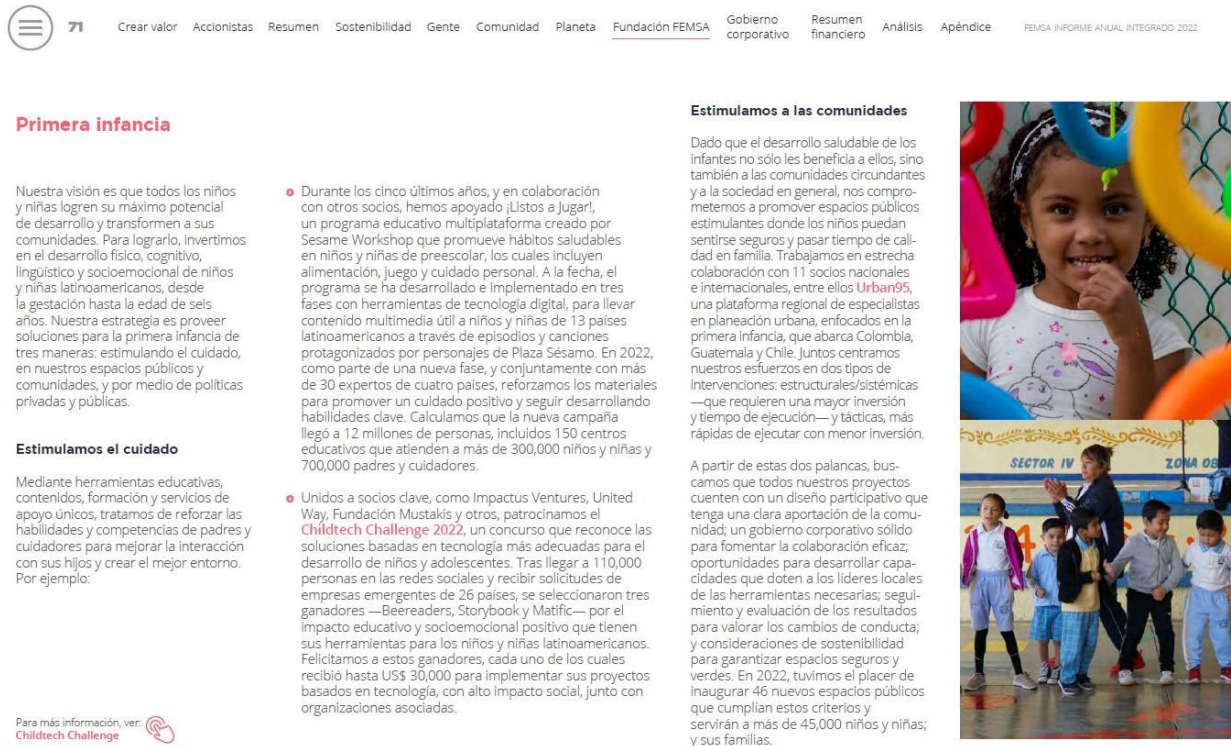 71
Crear valor
Accionistas
Resumen
Sostenibilidad
Gente
Comunidad
Planeta
Fundación FEMSA
Gobierno
corporativo
Resumen
financiero
Análisis
Apéndice
FEMSA INFORME ANUAL INTEGRADO 2022
Primera infancia
Nuestra visión es que todos los niños
y niñas logren su máximo potencial
de desarrollo y transformen a sus
comunidades. Para lograrlo, invertimos
en el desarrollo físico, cognitivo,
lingüístico y socioemocional de niños
y niñas latinoamericanos, desde
la gestación hasta la edad de seis
años. Nuestra estrategia es proveer
soluciones para la primera infancia de
tres maneras: estimulando el cuidado,
en nuestros espacios públicos y
comunidades, y por medio de políticas
privadas y públicas.
Estimulamos el cuidado
Mediante herramientas educativas,
contenidos, formación y servicios de
apoyo únicos, tratamos de reforzar las
habilidades y competencias de padres y
cuidadores para mejorar la interacción
con sus hijos y crear el mejor entorno.
Por ejemplo:
Para más información, ver:
Childtech Challenge
Durante los cinco últimos años, y en colaboración
con otros socios, hemos apoyado ¡Listos a Jugar!,
un programa educativo multiplataforma creado por
Sesame Workshop que promueve hábitos saludables
en niños y niñas de preescolar, los cuales incluyen
alimentación, juego y cuidado personal. A la fecha, el
programa se ha desarrollado e implementado en tres
fases con herramientas de tecnología digital, para llevar
contenido multimedia útil a niños y niñas de 13 países
latinoamericanos a través de episodios y canciones
protagonizados por personajes de Plaza Sésamo. En 2022,
como parte de una nueva fase, y conjuntamente con más
de 30 expertos de cuatro países, reforzamos los materiales
para promover un cuidado positivo y seguir desarrollando
habilidades clave. Calculamos que la nueva campaña
llegó a 12 millones de personas, incluidos 150 centros
educativos que atienden a más de 300,000 niños y niñas y
700,000 padres y cuidadores.
Unidos a socios clave, como Impactus Ventures, United
Way, Fundación Mustakis y otros, patrocinamos el
Childtech Challenge 2022, un concurso que reconoce las
soluciones basadas en tecnología más adecuadas para el
desarrollo de niños y adolescentes. Tras llegar a 110,000
personas en las redes sociales y recibir solicitudes de
empresas emergentes de 26 países, se seleccionaron tres
ganadores —Beereaders, Storybook y Matific— por el
impacto educativo y socioemocional positivo que tienen
sus herramientas para los niños y niñas latinoamericanos.
Felicitamos a estos ganadores, cada uno de los cuales
recibió hasta US$ 30,000 para implementar sus proyectos
basados en tecnología, con alto impacto social, junto con
organizaciones asociadas.
Estimulamos a las comunidades
Dado que el desarrollo saludable de los
infantes no sólo les beneficia a ellos, sino
también a las comunidades circundantes
y a la sociedad en general, nos compro-
metemos a promover espacios públicos
estimulantes donde los niños puedan
sentirse seguros y pasar tiempo de cali-
dad en familia. Trabajamos en estrecha
colaboración con 11 socios nacionales
e internacionales, entre ellos Urban95,
una plataforma regional de especialistas
en planeación urbana, enfocados en la
primera infancia, que abarca Colombia,
Guatemala y Chile. Juntos centramos
nuestros esfuerzos en dos tipos de
intervenciones: estructurales/sistémicas
—que requieren una mayor inversión
y tiempo de ejecución— y tácticas, más
rápidas de ejecutar con menor inversión.
A partir de estas dos palancas, bus-
camos que todos nuestros proyectos
cuenten con un diseño participativo que
tenga una clara aportación de la comu-
nidad; un gobierno corporativo sólido
para fomentar la colaboración eficaz;
oportunidades para desarrollar capa-
cidades que doten a los líderes locales
de las herramientas necesarias; segui-
miento y evaluación de los resultados
para valorar los cambios de conducta;
y consideraciones de sostenibilidad
para garantizar espacios seguros y
verdes. En 2022, tuvimos el placer de
inaugurar 46 nuevos espacios públicos
que cumplían estos criterios y
servirán a más de 45,000 niños y niñas;
y sus familias.
SECTOR IV
ZONA 08